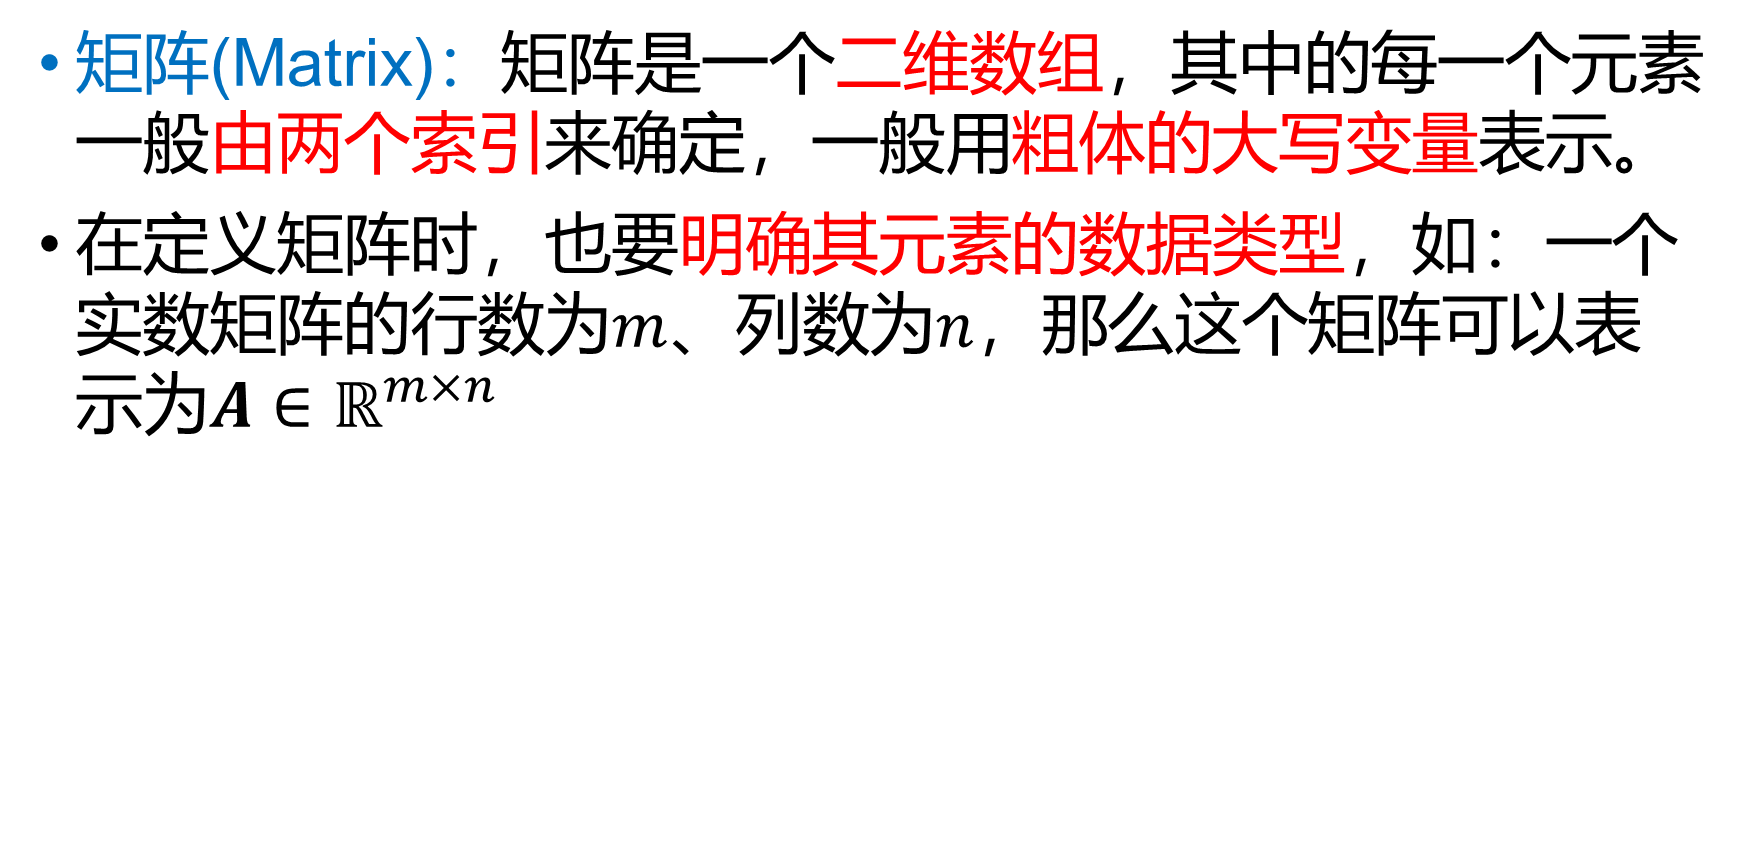 • 矩阵(Matrix)：矩阵是一个二维数组，其中的每一个元素
一般由两个索引来确定，一般用粗体的大写变量表示。
• 在定义矩阵时，也要明确其元素的数据类型，如：一个
实数矩阵的行数为𝑚、列数为𝑛，那么这个矩阵可以表
示为𝑨 ∈ ℝ^{𝑚×𝑛}